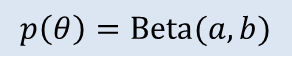 p(θ) = Beta(a, b)